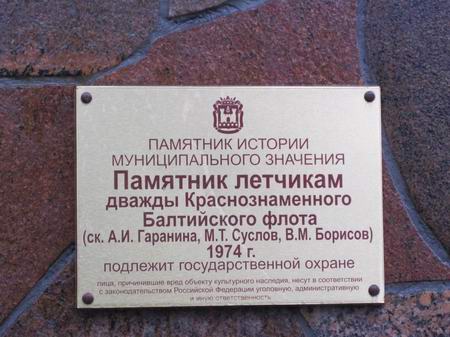 ПАМЯТНИК ИСТОРИИ
МУНИЦИПАЛЬНОГО ЗНАЧЕНИЯ
Памятник летчикам
дважды Краснознаменного
Балтийского флота
(ск. А.И. Гаранина, М.Т. Суслов, В.М. Борисов)
1974 г.
подлежит государственной охране
лица, причинившие вред объекту культурного наследия, несут в соответствии
с законодательством Российской Федерации уголовную, административную
и иную ответственность